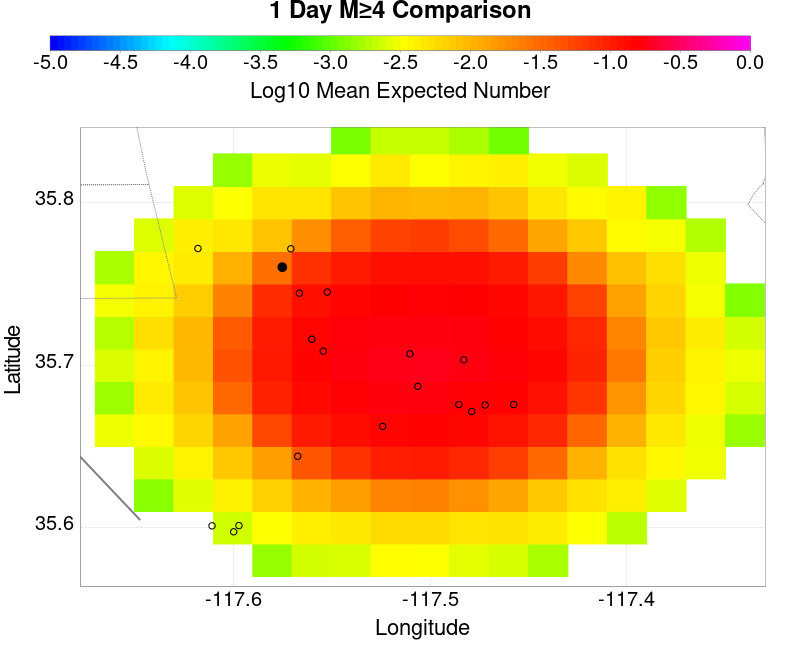 1 Day M≥4 Comparison
-5.0 -4.5 -4.0 -3.5 -3.0 -2.5 -2.0 -1.5 -1.0 -0.5 0.0
Log10 Mean Expected Number
35.8
35.7
35.6
Latitude
-117.6 -117.5 -117.4
Longitude